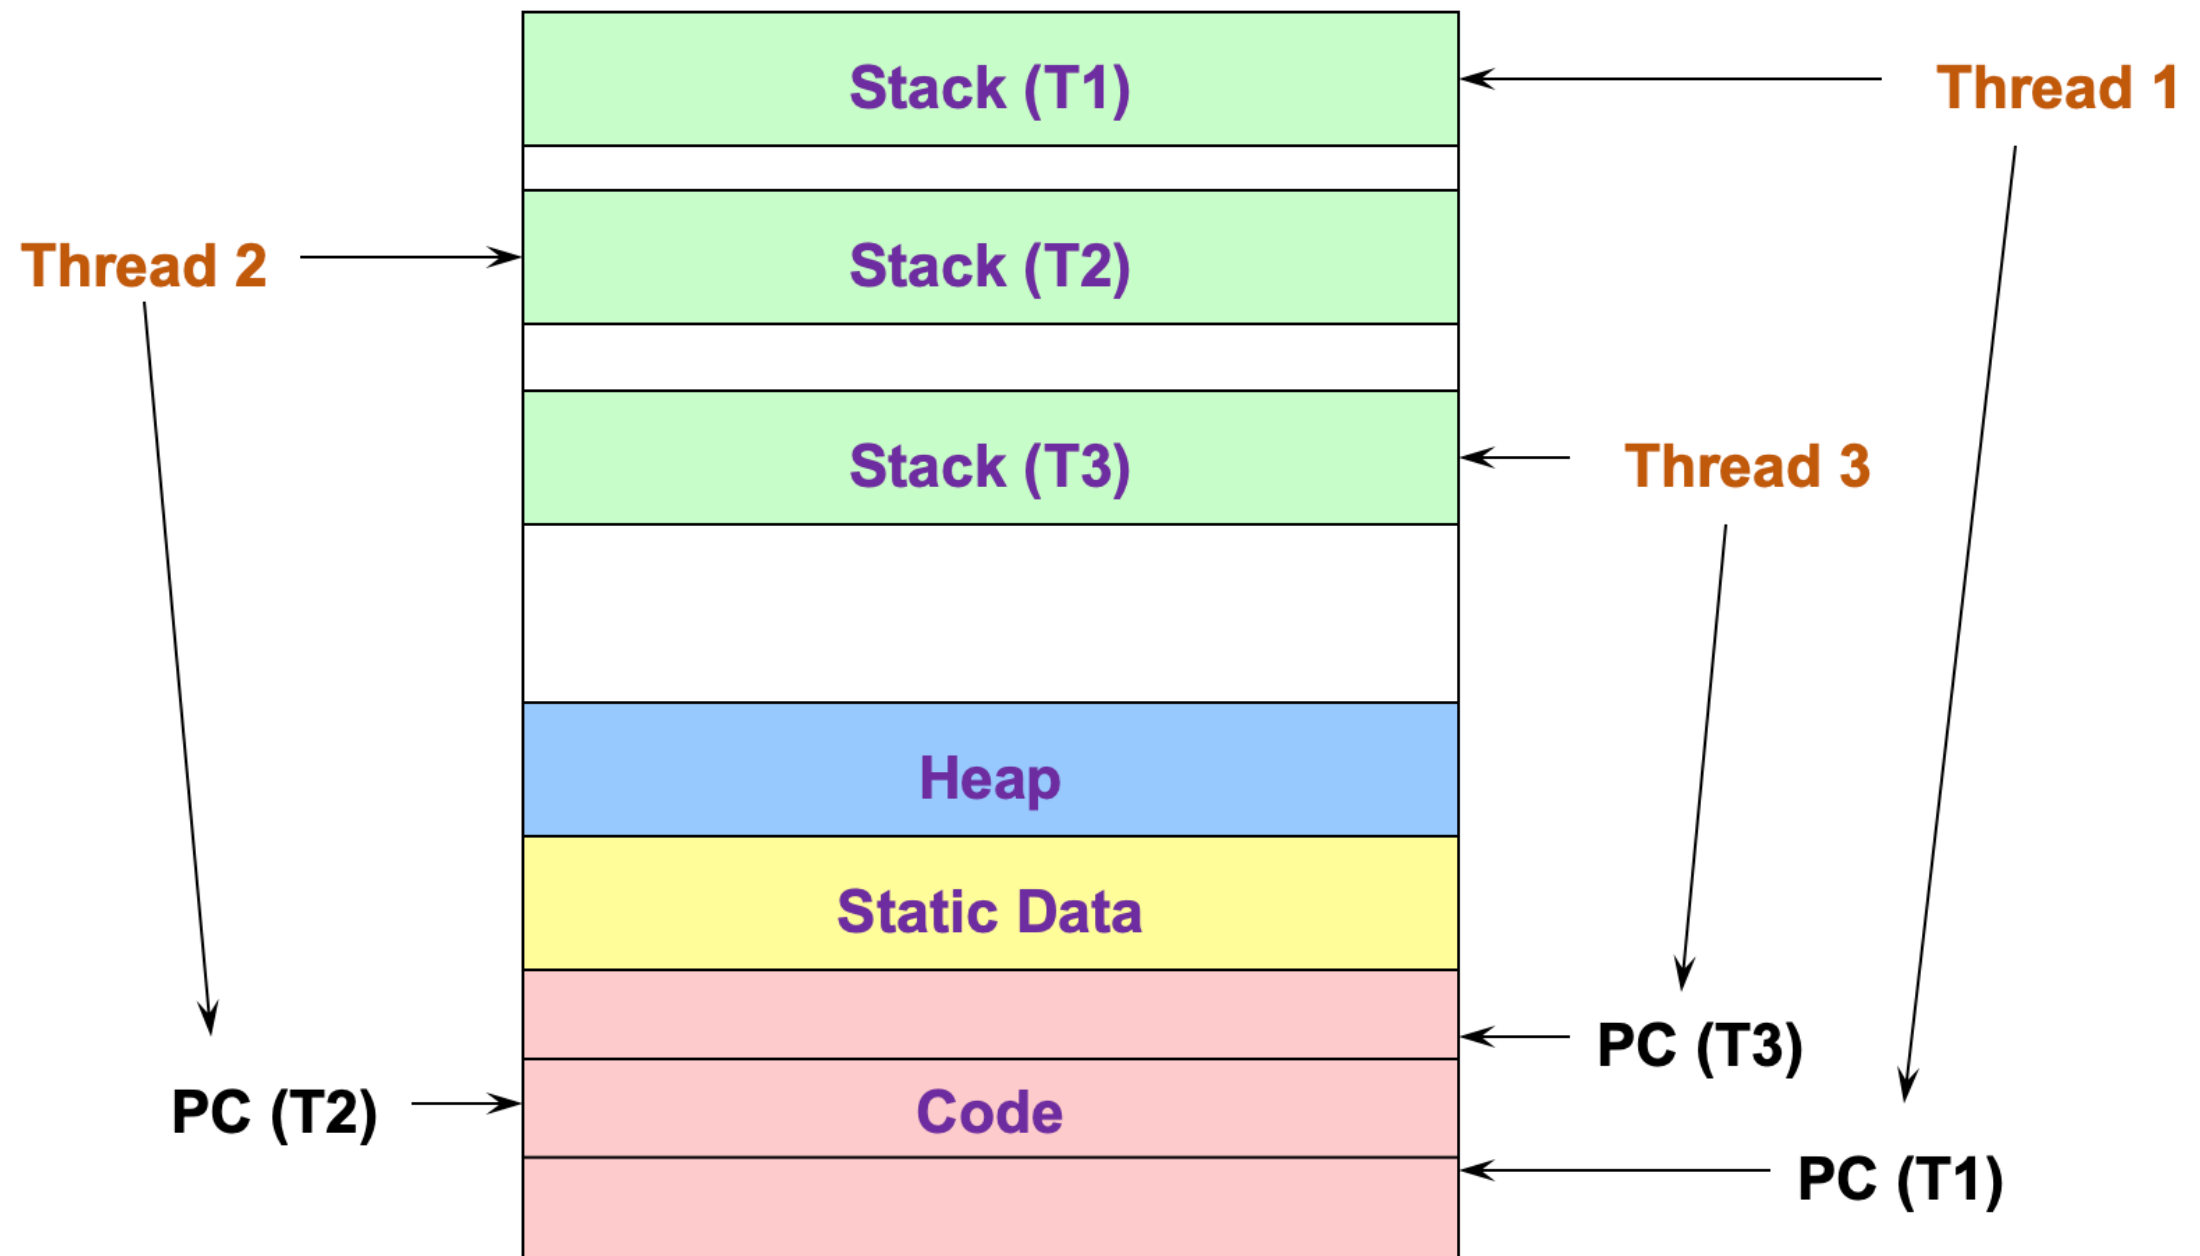 Stack (T1)
Thread 1
Thread 2
Stack (T2)
Stack (T3)
Thread 3
Heap
Static Data
PC (T3)
PC (T2)
Code
PC (T1)